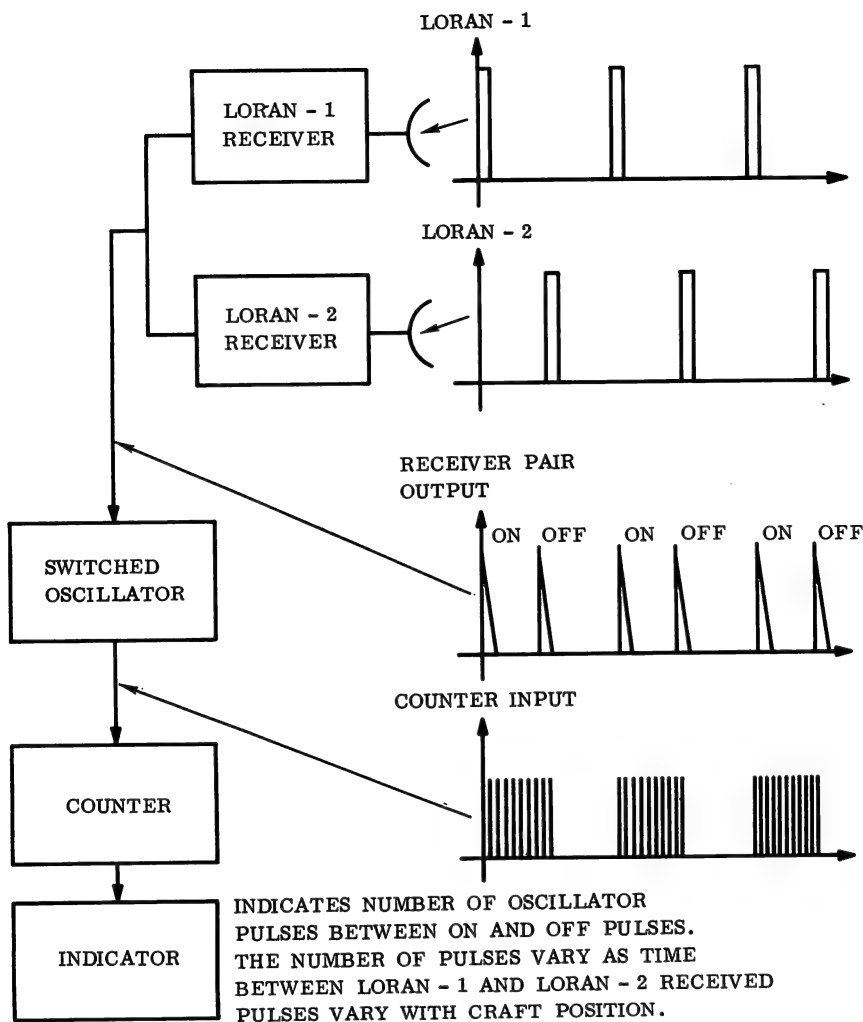 LORAN - 1
LORAN - 1
RECEIVER
LORAN - 2
LORAN - 2
RECEIVER
RECEIVER PAIR
OUTPUT
ON OFF ON OFF ON OFF
SWITCHED
OSCILLATOR
COUNTER INPUT
COUNTER
INDICATOR
INDICATES NUMBER OF OSCILLATOR
PULSES BETWEEN ON AND OFF PULSES.
THE NUMBER OF PULSES VARY AS TIME
BETWEEN LORAN - 1 AND LORAN - 2 RECEIVED
PULSES VARY WITH CRAFT POSITION.